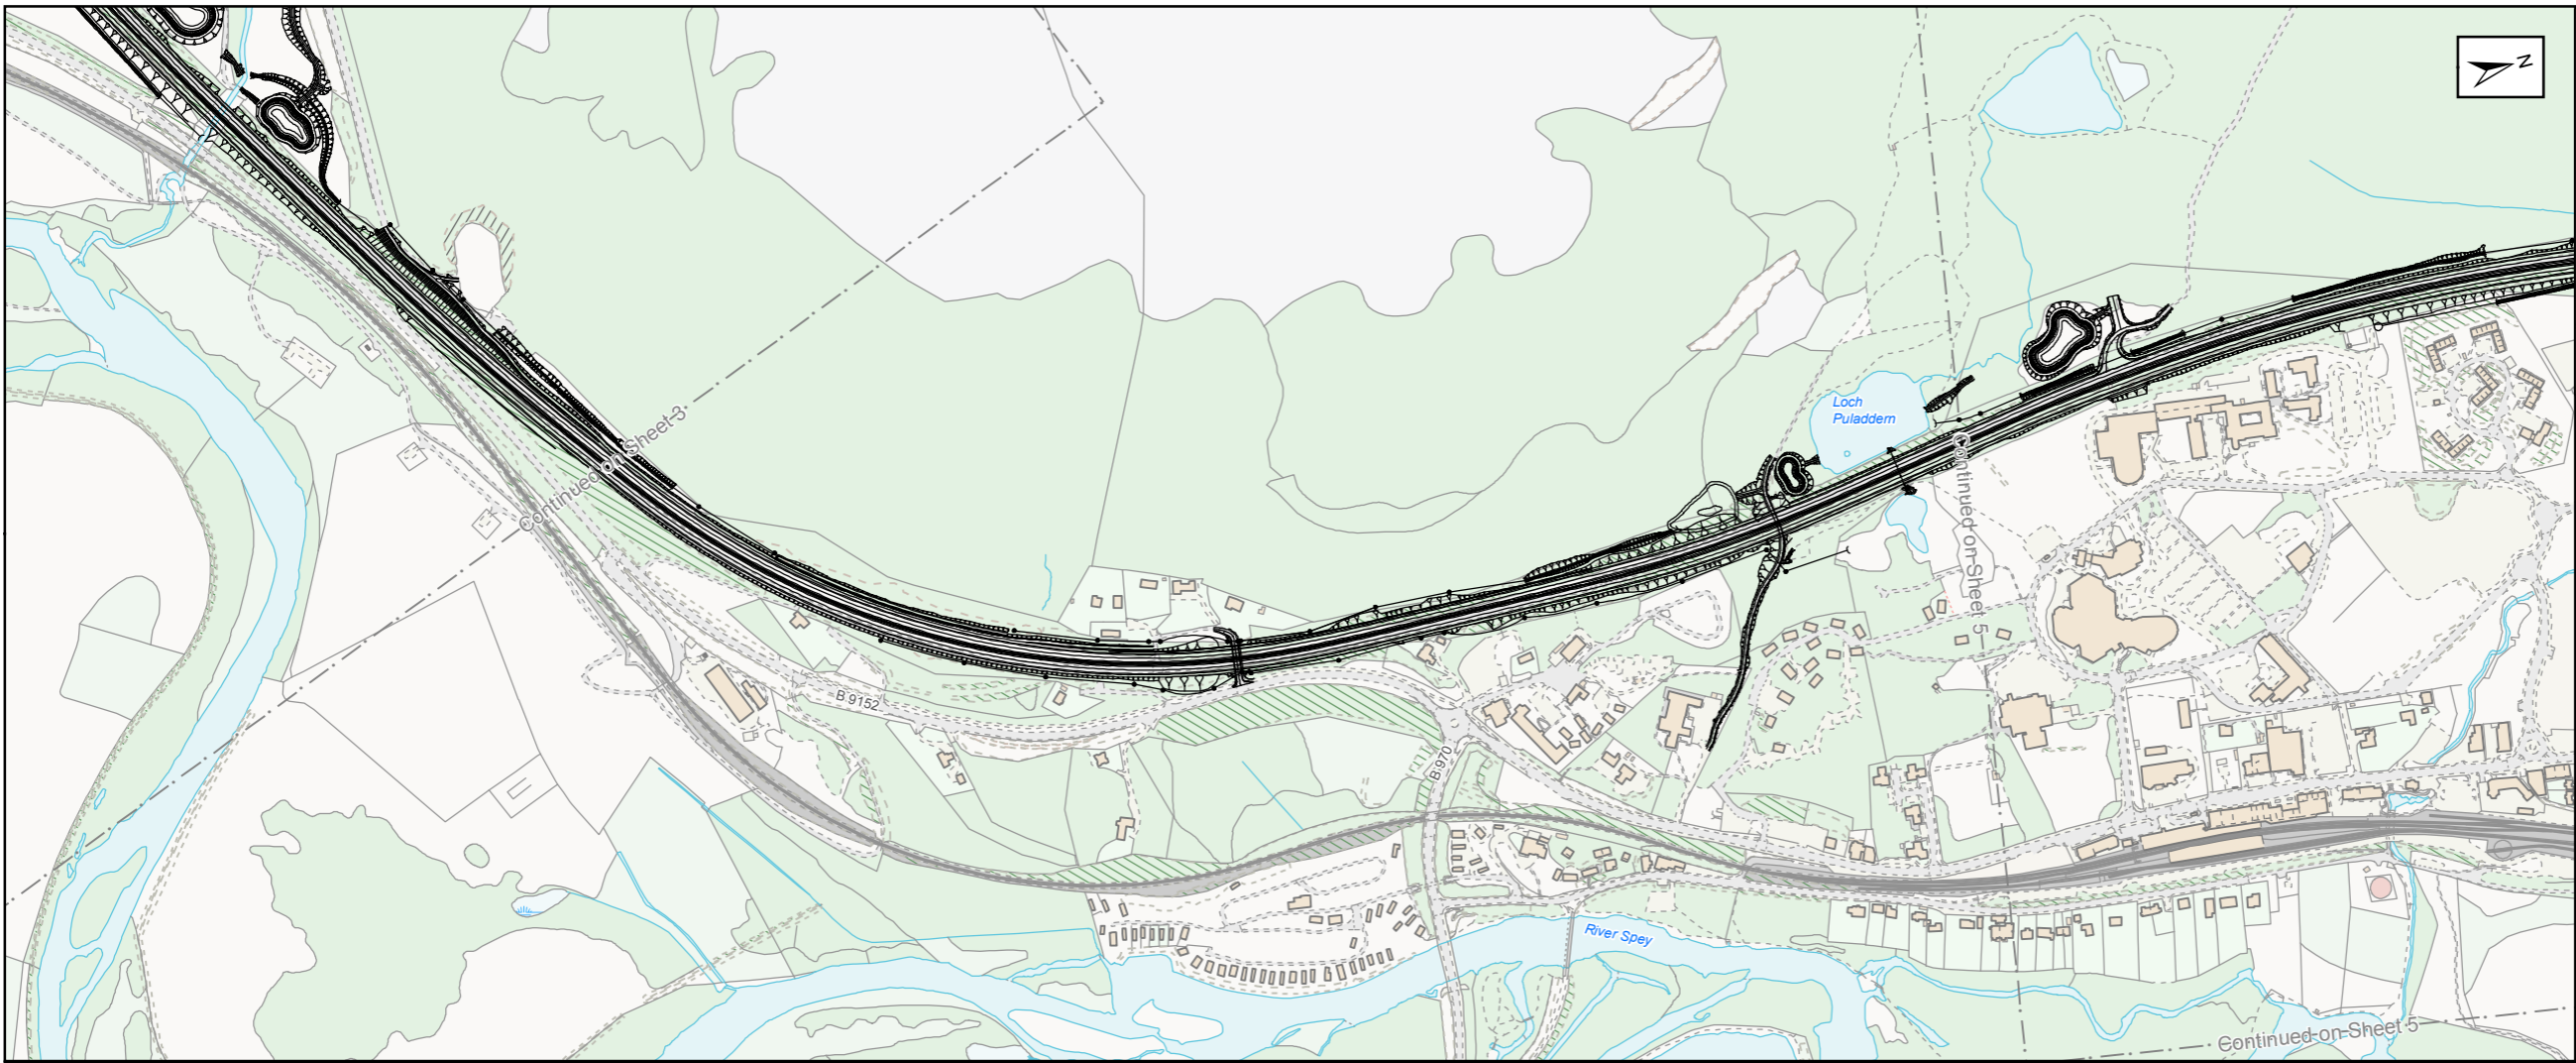 N
Loch
Puladdern
Continued on Sheet 3
Continued on Sheet 5
B 9152
B 970
River Spey
Continued on Sheet 5